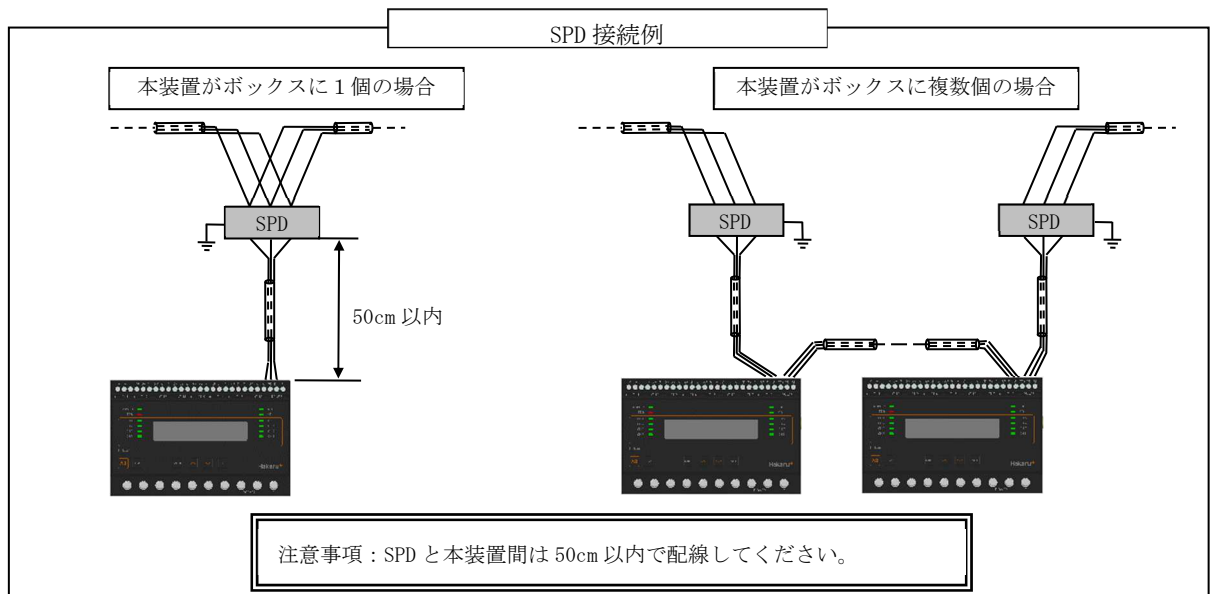 SPD 接続例
本装置がボックスに１個の場合
本装置がボックスに複数個の場合
SPD
SPD
SPD
50cm 以内
Hakaru+
Hakaru+
Hakaru+
注意事項：SPD と本装置間は 50cm 以内で配線してください。